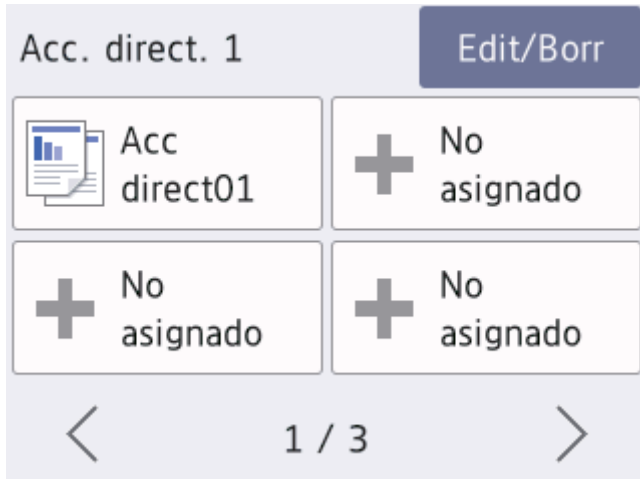 Acc. direct. 1
Edit/Borr
Acc
direct01
No
asignado
No
asignado
No
asignado
1 / 3